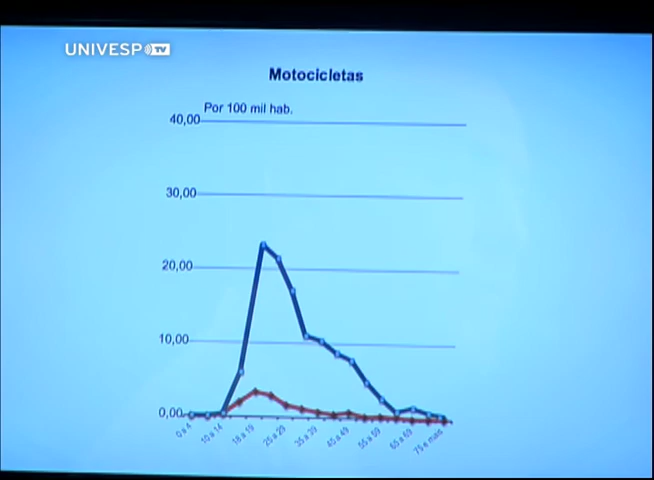 UNIVESP TV
Motocicletas
Por 100 mil hab.
40,00
30,00
20,00
10,00
0,00
0 a 4
10 a 14
18 a 19
25 a 29
35 a 39
45 a 49
55 a 59
65 a 69
75 e mais